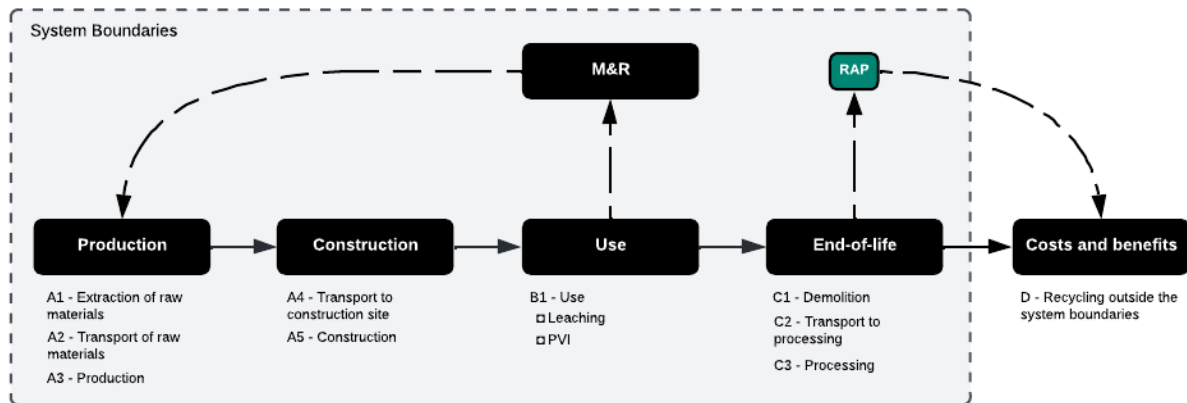 System Boundaries
M&R
RAP
Production
Construction
Use
End-of-life
Costs and benefits
A1 - Extraction of raw
materials
A2 - Transport of raw
materials
A3 - Production
A4 - Transport to
construction site
A5 - Construction
B1 - Use
Leaching
PVI
C1 - Demolition
C2 - Transport to
processing
C3 - Processing
D - Recycling outside the
system boundaries